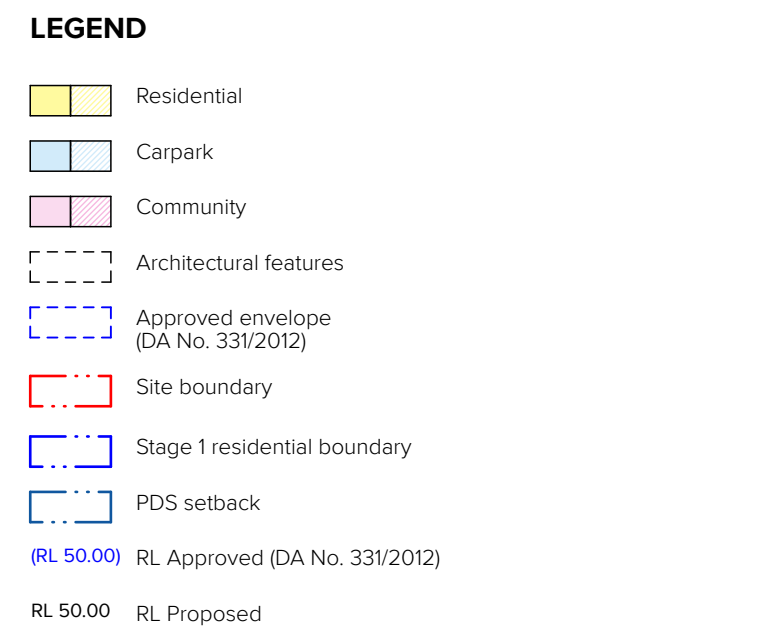 LEGEND
Residential
Carpark
Community
Architectural features
Approved envelope
(DA No. 331/2012)
Site boundary
Stage 1 residential boundary
PDS setback
(RL 50.00) RL Approved (DA No. 331/2012)
RL 50.00 RL Proposed